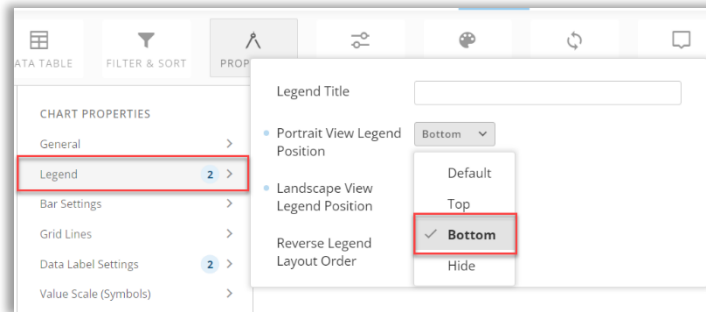 ATA TABLE
FILTER & SORT
PROP
CHART PROPERTIES
General
Legend 2
Bar Settings
Grid Lines
Data Label Settings 2
Value Scale (Symbols)
Legend Title
Portrait View Legend
Position
Bottom
Landscape View
Legend Position
Reverse Legend
Layout Order
Default
Top
Bottom
Hide